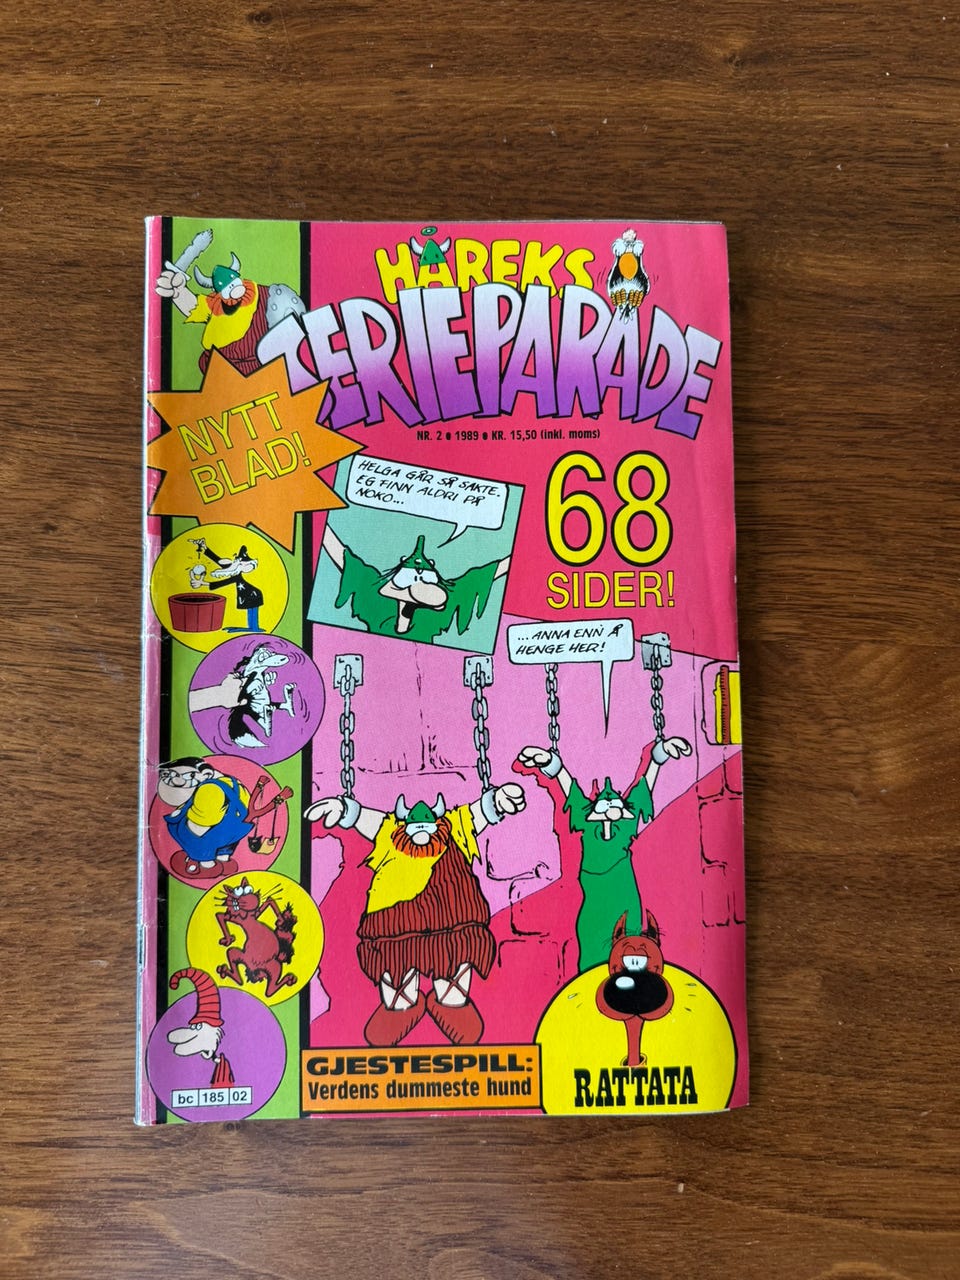 HÅREKS
SERIEPARADE
NR. 2 • 1989 • KR. 15,50 (inkl. moms)
NYTT
BLAD!
HELGA GÅR SÅ SAKTE.
EG FINN ALDRI PÅ
NOKO...
68
SIDER!
...ANNA ENN Å
HENGE HER!
GJESTESPILL:
Verdens dummeste hund
RATTATA
bc 185 02